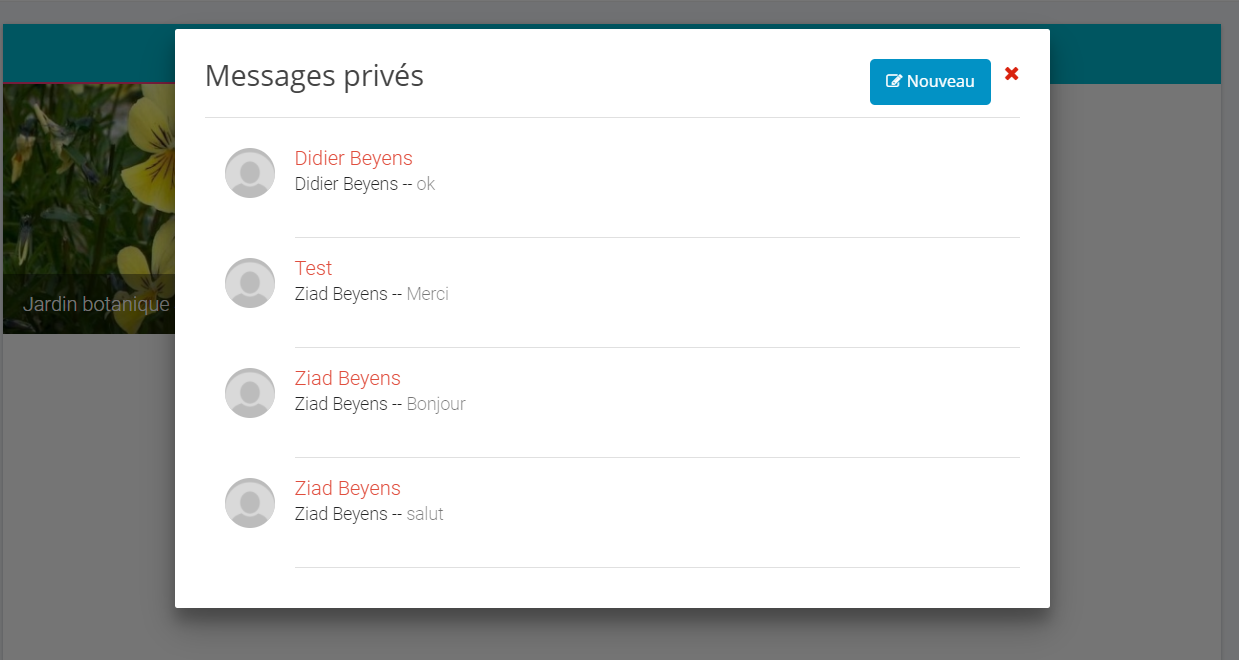 Messages privés
Nouveau
Didier Beyens
Didier Beyens -- ok
Test
Ziad Beyens -- Merci
Jardin botanique
Ziad Beyens
Ziad Beyens -- Bonjour
Ziad Beyens
Ziad Beyens -- salut